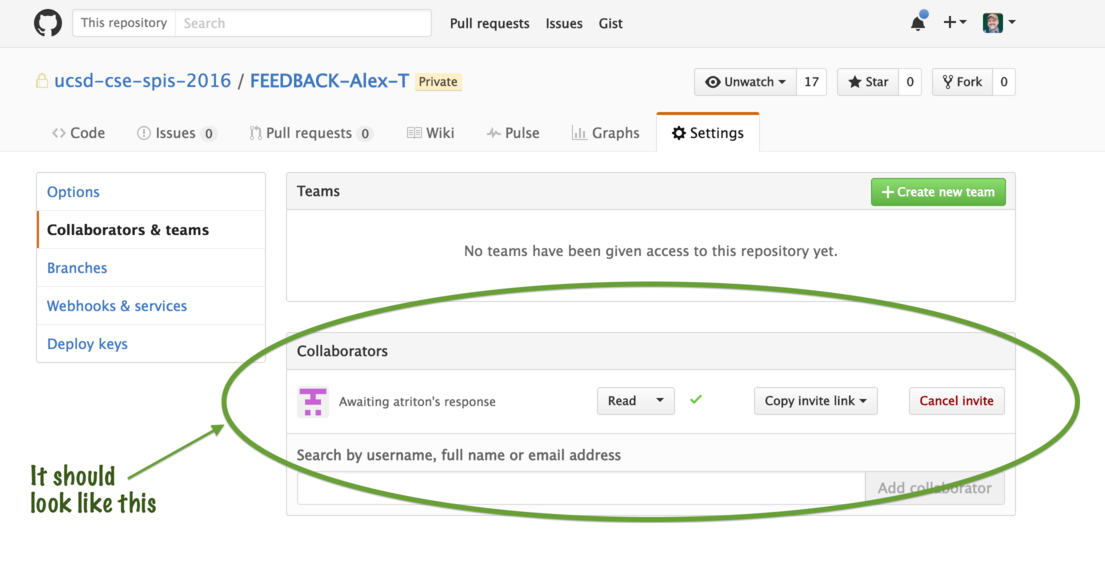 This repository Search Pull requests Issues Gist
ucsd-cse-spis-2016 / FEEDBACK-Alex-T Private Unwatch 17 Star 0 Fork 0
Code Issues 0 Pull requests 0 Wiki Pulse Graphs Settings
Options
Collaborators & teams
Branches
Webhooks & services
Deploy keys
Teams Create new team
No teams have been given access to this repository yet.
Collaborators
Awaiting atriton's response Read Copy invite link Cancel invite
Search by username, full name or email address
Add collaborator
It should
look like this